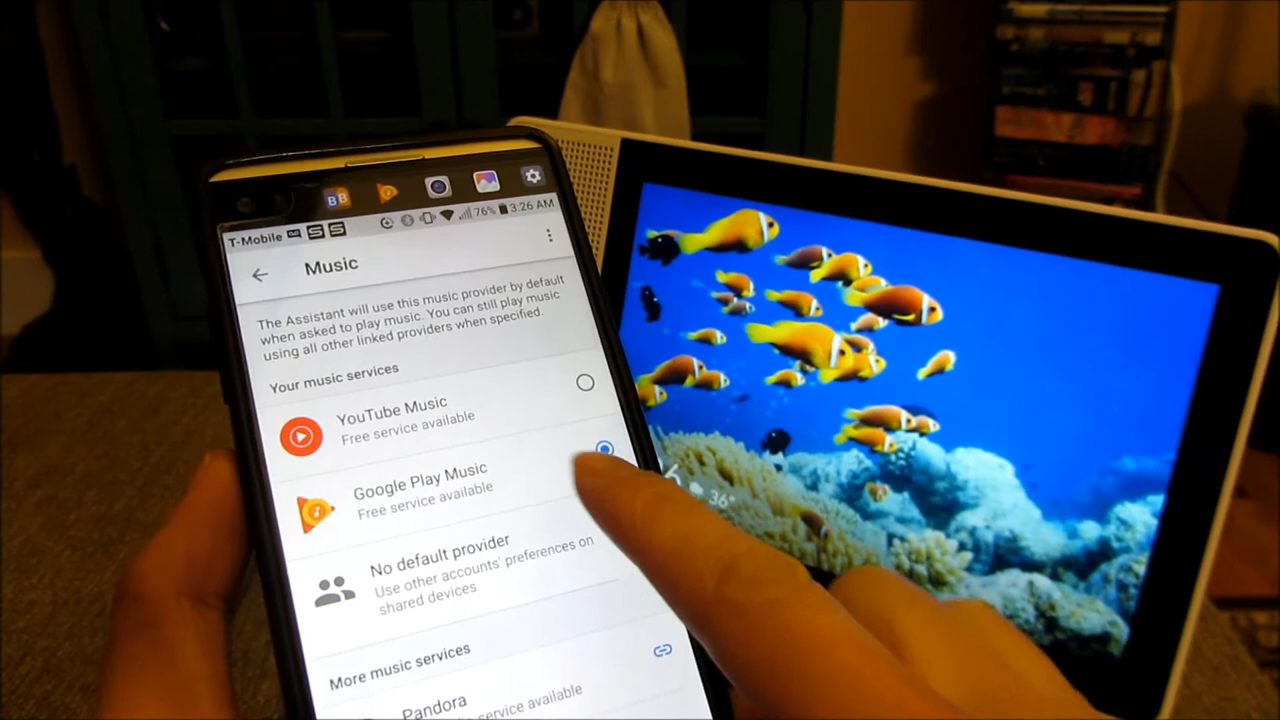 BB
T-Mobile S S 76% 3:26 AM
Music
The Assistant will use this music provider by default
when asked to play music. You can still play music
using all other linked providers when specified.
Your music services
YouTube Music
Free service available
Google Play Music
Free service available
No default provider
Use other accounts' preferences on
shared devices
More music services
Pandora
service available
36°